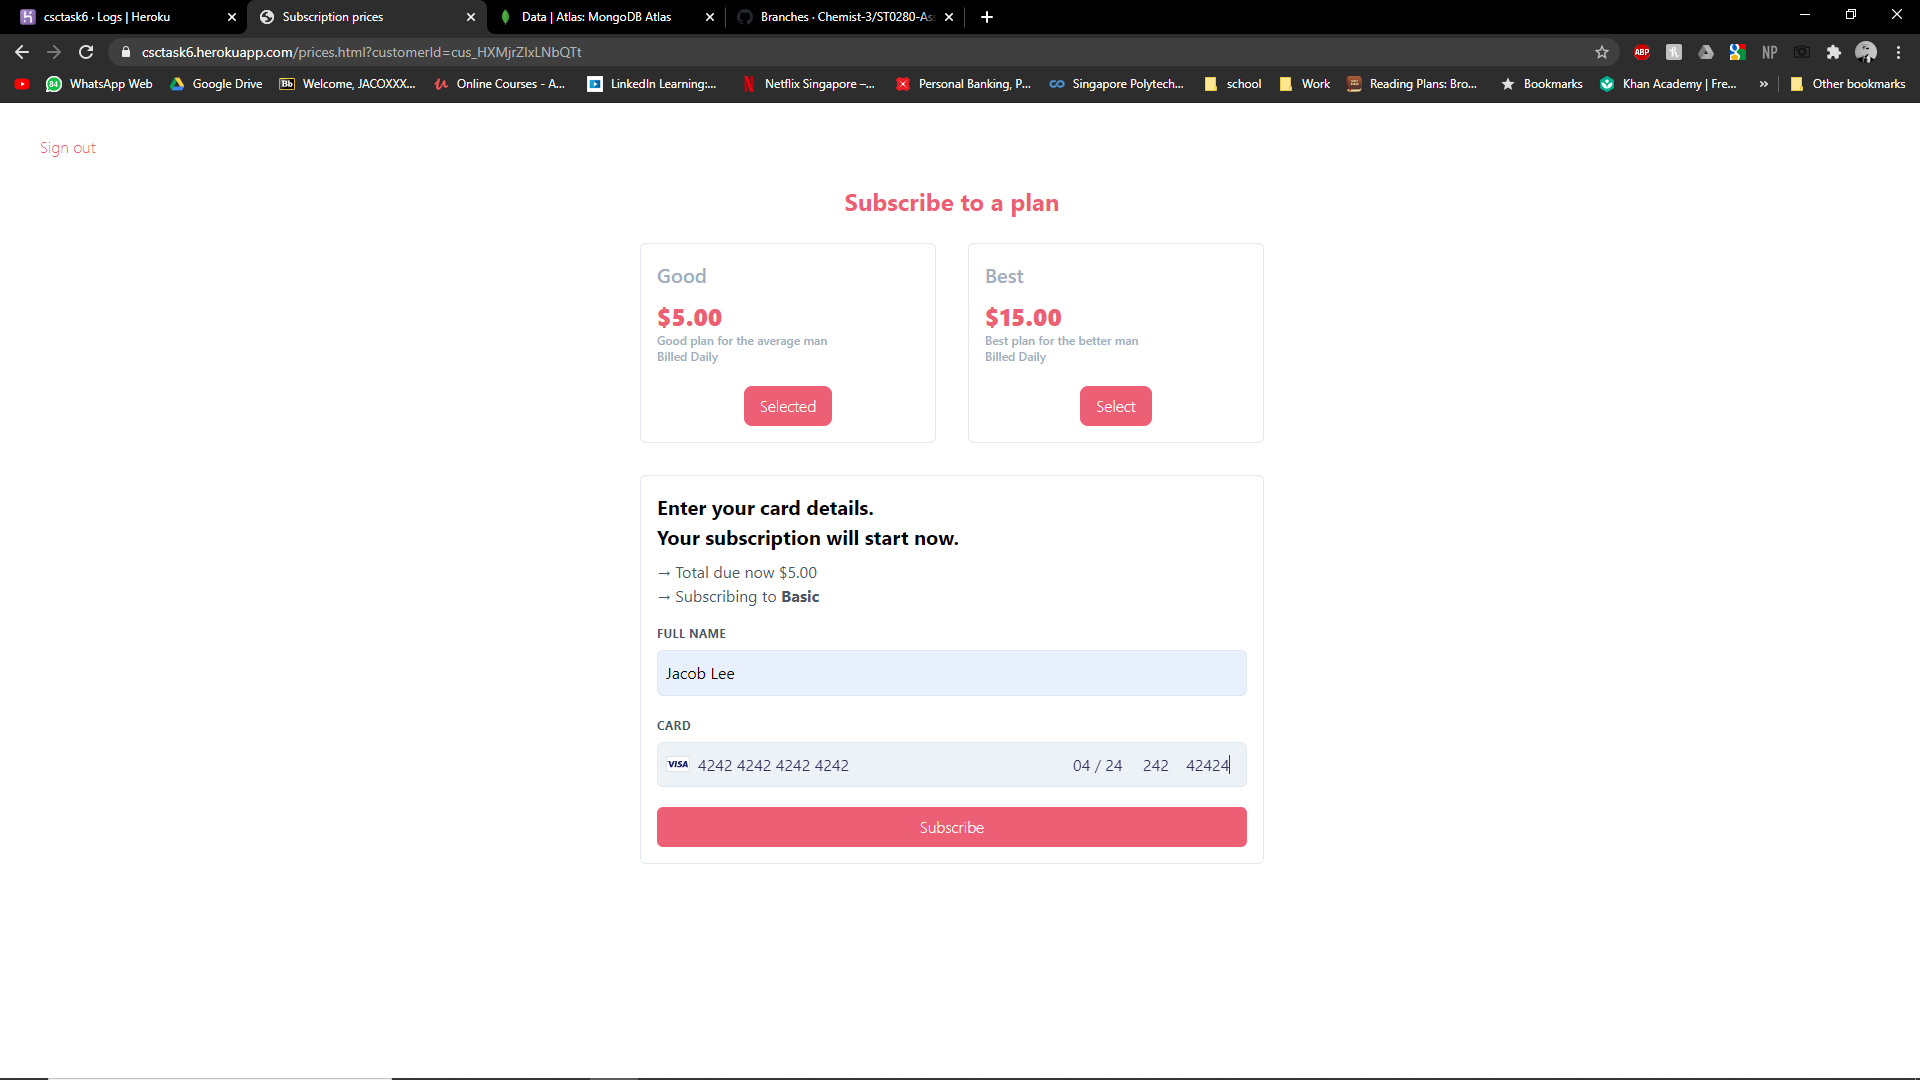 csctask6 · Logs | Heroku
Subscription prices
Data | Atlas: MongoDB Atlas
Branches · Chemist-3/ST0280-As
csctask6.herokuapp.com/prices.html?customerId=cus_HXMjrZIxLNbQTt
ABP
NP
84 WhatsApp Web
Google Drive
Bb Welcome, JACOXXX...
Online Courses - A...
LinkedIn Learning:...
Netflix Singapore –...
Personal Banking, P...
Singapore Polytech...
school
Work
Reading Plans: Bro...
Bookmarks
Khan Academy | Fre...
»
Other bookmarks
Sign out
Subscribe to a plan
Good
$5.00
Good plan for the average man
Billed Daily
Selected
Best
$15.00
Best plan for the better man
Billed Daily
Select
Enter your card details.
Your subscription will start now.
→ Total due now $5.00
→ Subscribing to Basic
FULL NAME
Jacob Lee
CARD
VISA 4242 4242 4242 4242 04 / 24 242 42424
Subscribe